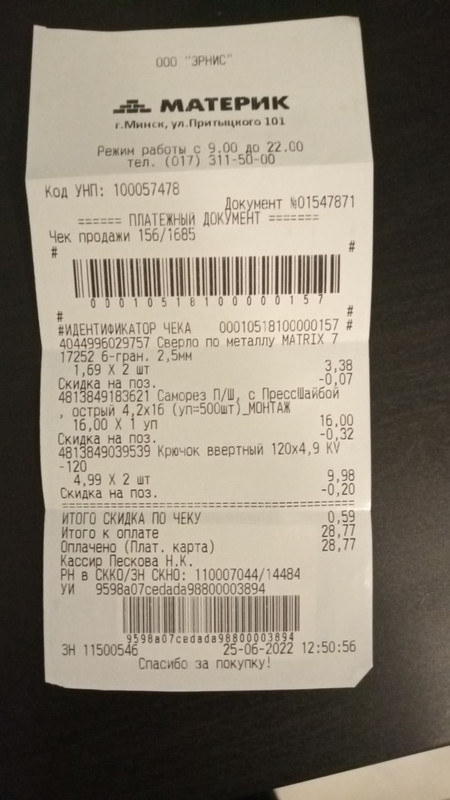 ООО "ЭРНИС"
МАТЕРИК
г.Минск, ул.Притыцкого 101
Режим работы с 9.00 до 22.00
тел. (017) 311-50-00
Код УНП: 100057478
Документ №01547871
====== ПЛАТЕЖНЫЙ ДОКУМЕНТ =======
Чек продажи 156/1685
# #
00010518100000157
# #
#ИДЕНТИФИКАТОР ЧЕКА 00010518100000157 #
4044996029757 Сверло по металлу MATRIX 7
17252 6-гран. 2,5мм
1,69 X 2 шт 3,38
Скидка на поз. -0,07
4813849183621 Саморез П/Ш, с ПрессШайбой
, острый 4,2х16 (уп=500шт)_МОНТАЖ
16,00 X 1 уп 16,00
Скидка на поз. -0,32
4813849039539 Крючок ввертный 120х4,9 KV
-120
4,99 X 2 шт 9,98
Скидка на поз. -0,20
ИТОГО СКИДКА ПО ЧЕКУ 0,59
Итого к оплате 28,77
Оплачено (Плат. карта) 28,77
Кассир Пескова Н.К.
РН в СККО/ЗН СКНО: 110007044/14484
УИ 9598a07cedada98800003894
9598a07cedada98800003894
ЗН 11500546 25-06-2022 12:50:56
Спасибо за покупку!